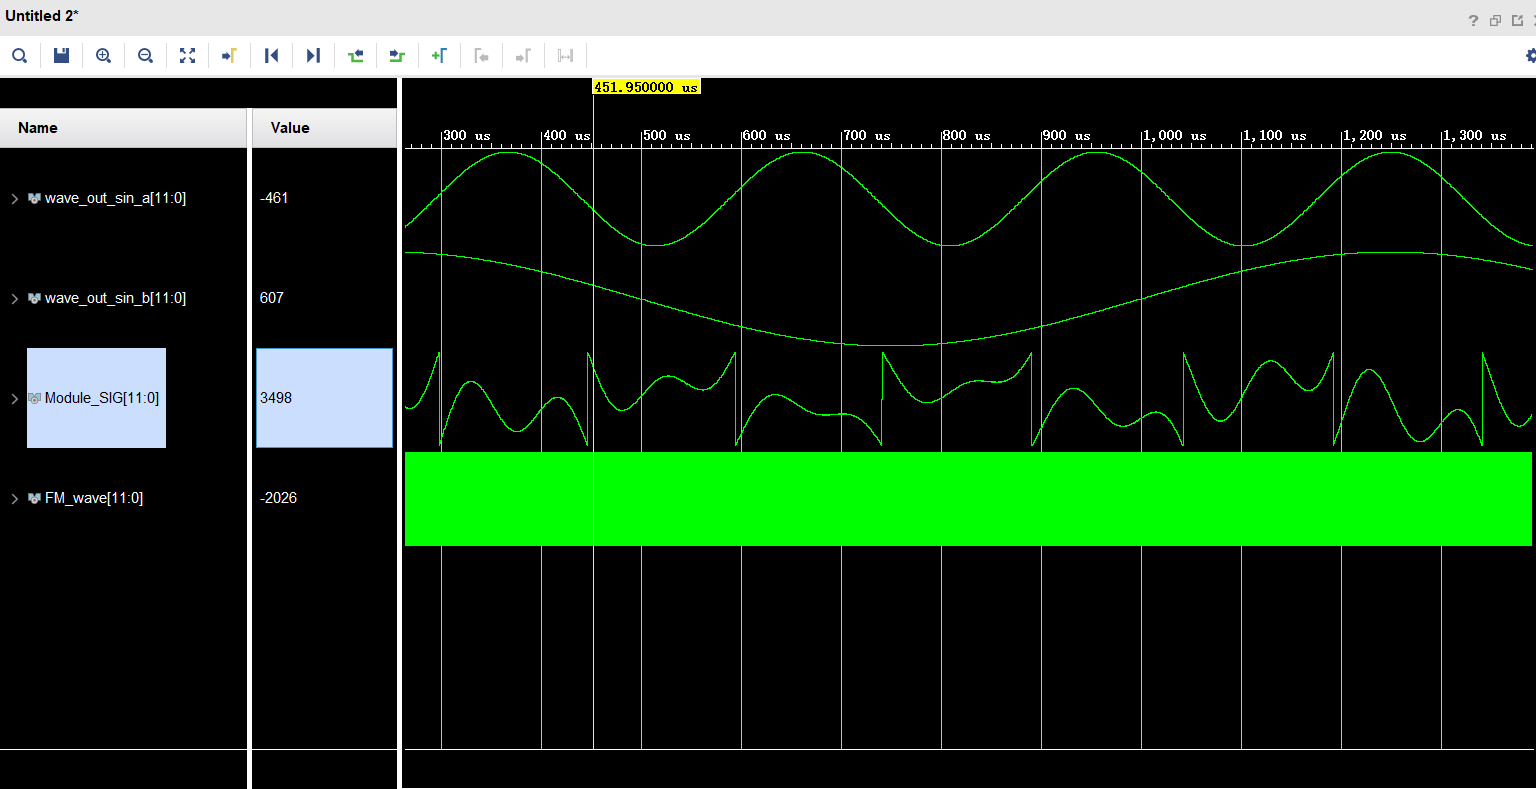 Untitled 2*
?
451.950000 us
Name Value
300 us 400 us 500 us 600 us 700 us 800 us 900 us 1,000 us 1,100 us 1,200 us 1,300 us
wave_out_sin_a[11:0] -461
wave_out_sin_b[11:0] 607
Module_SIG[11:0] 3498
FM_wave[11:0] -2026